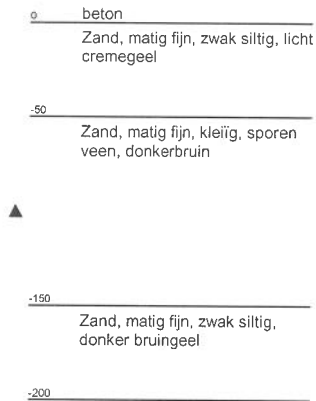 0 beton
Zand, matig fijn, zwak siltig, licht
cremegeel
-50
Zand, matig fijn, kleiïg, sporen
veen, donkerbruin
-150
Zand, matig fijn, zwak siltig,
donker bruingeel
-200